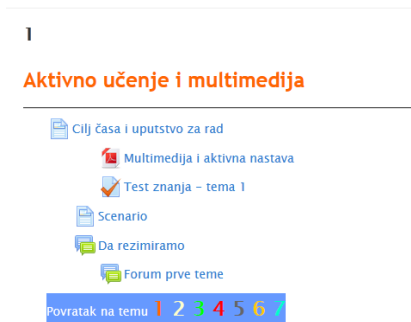 1
Aktivno učenje i multimedija
Cilj časa i uputstvo za rad
Multimedija i aktivna nastava
Test znanja – tema 1
Scenario
Da rezimiramo
Forum prve teme
Povratak na temu 1 2 3 4 5 6 7